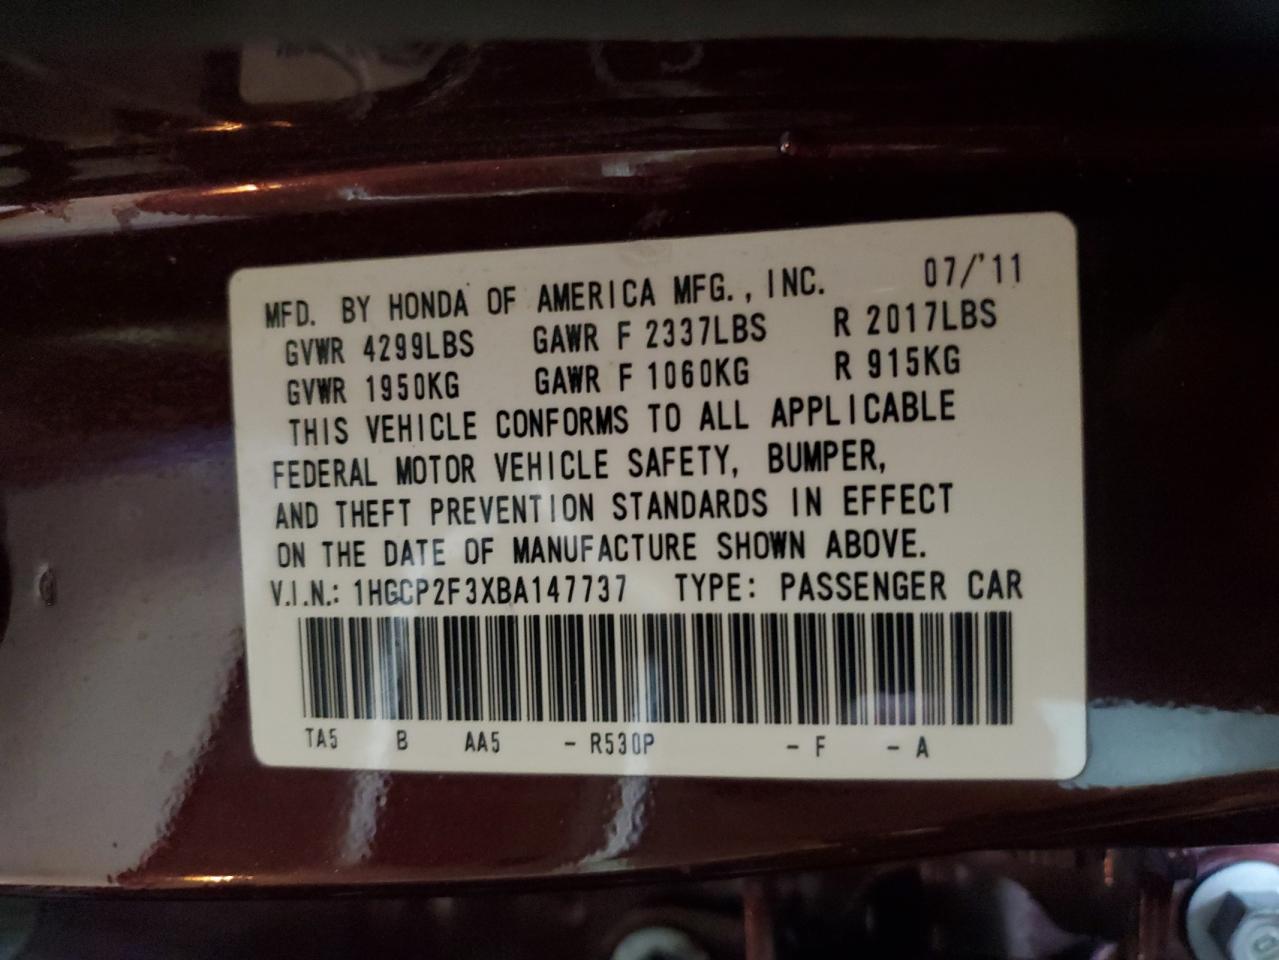 MFD. BY HONDA OF AMERICA MFG., INC. 07/'11
GVWR 4299LBS GAWR F 2337LBS R 2017LBS
GVWR 1950KG GAWR F 1060KG R 915KG
THIS VEHICLE CONFORMS TO ALL APPLICABLE
FEDERAL MOTOR VEHICLE SAFETY, BUMPER,
AND THEFT PREVENTION STANDARDS IN EFFECT
ON THE DATE OF MANUFACTURE SHOWN ABOVE.
V.I.N.: 1HGCP2F3XBA147737 TYPE: PASSENGER CAR
TA5 B AA5 - R530P - F - A